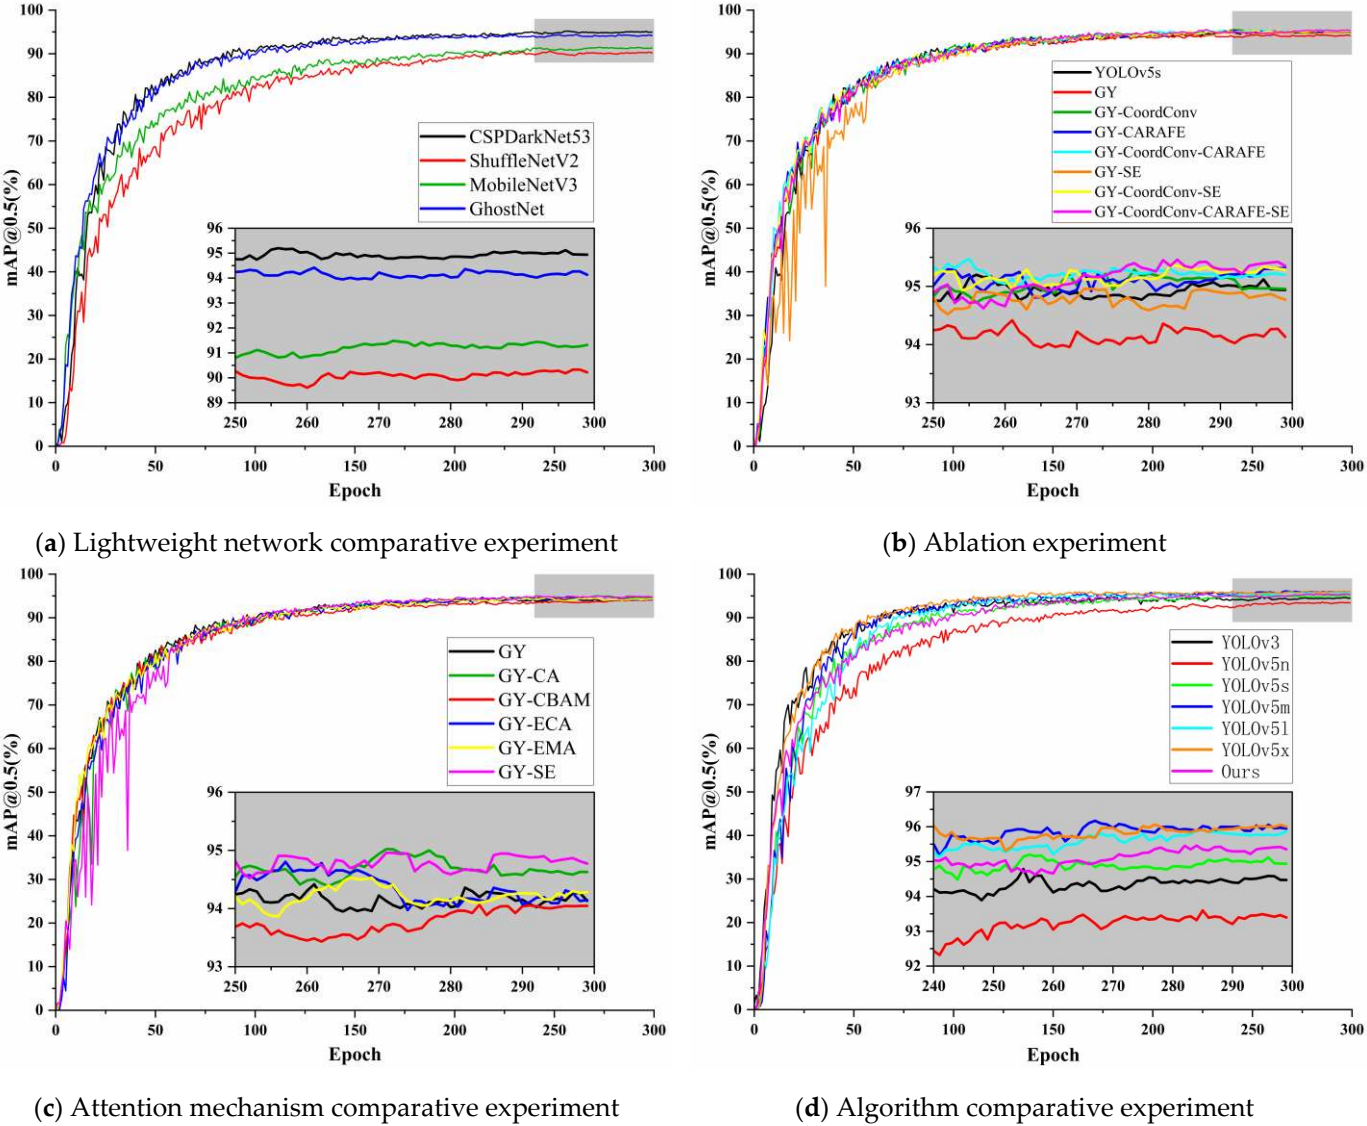 100
90
80
70
60
50
40
30
20
10
0
mAP@0.5(%)
CSPDarkNet53
ShuffleNetV2
MobileNetV3
GhostNet
96
95
94
93
92
91
90
89
250 260 270 280 290 300
0 50 100 150 200 250 300
Epoch
(a) Lightweight network comparative experiment
100
90
80
70
60
50
40
30
20
10
0
mAP@0.5(%)
YOLOv5s
GY
GY-CoordConv
GY-CARAFE
GY-CoordConv-CARAFE
GY-SE
GY-CoordConv-SE
GY-CoordConv-CARAFE-SE
96
95
94
93
250 260 270 280 290 300
0 50 100 150 200 250 300
Epoch
(b) Ablation experiment
100
90
80
70
60
50
40
30
20
10
0
mAP@0.5(%)
GY
GY-CA
GY-CBAM
GY-ECA
GY-EMA
GY-SE
96
95
94
93
250 260 270 280 290 300
0 50 100 150 200 250 300
Epoch
(c) Attention mechanism comparative experiment
100
90
80
70
60
50
40
30
20
10
0
mAP@0.5(%)
YOLOv3
YOLOv5n
YOLOv5s
YOLOv5m
YOLOv5l
YOLOv5x
Ours
97
96
95
94
93
92
240 250 260 270 280 290 300
0 50 100 150 200 250 300
Epoch
(d) Algorithm comparative experiment